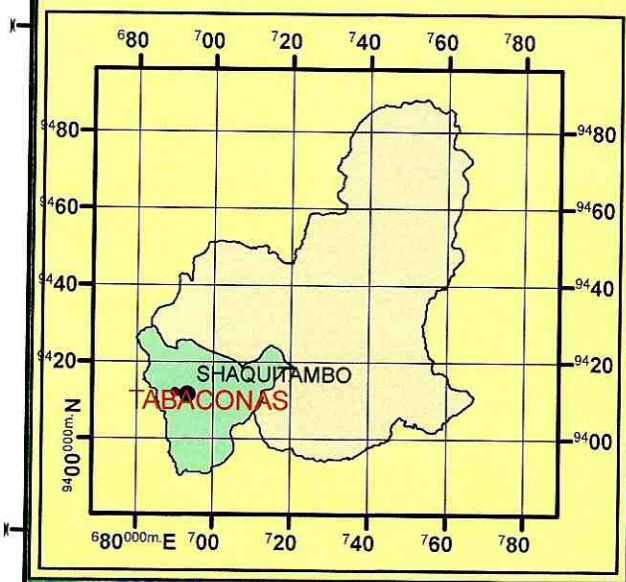 ⁶80 ⁷00 ⁷20 ⁷40 ⁷60 ⁷80
⁹⁴80 ⁹⁴80
⁹⁴60 ⁹⁴60
⁹⁴40 ⁹⁴40
⁹⁴20 ⁹⁴20
SHAQUITAMBO
TABACONAS
⁹⁴00⁰⁰⁰ᵐ·N ⁹⁴00
⁶80⁰⁰⁰ᵐ·E ⁷00 ⁷20 ⁷40 ⁷60 ⁷80